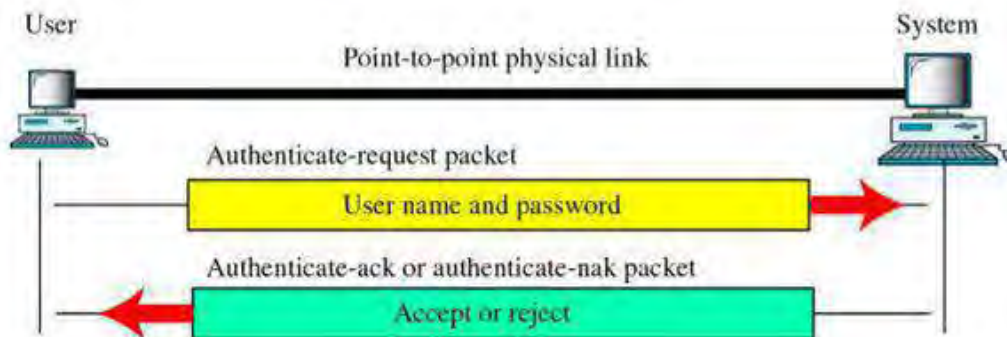 User
System
Point-to-point physical link
Authenticate-request packet
User name and password
Authenticate-ack or authenticate-nak packet
Accept or reject